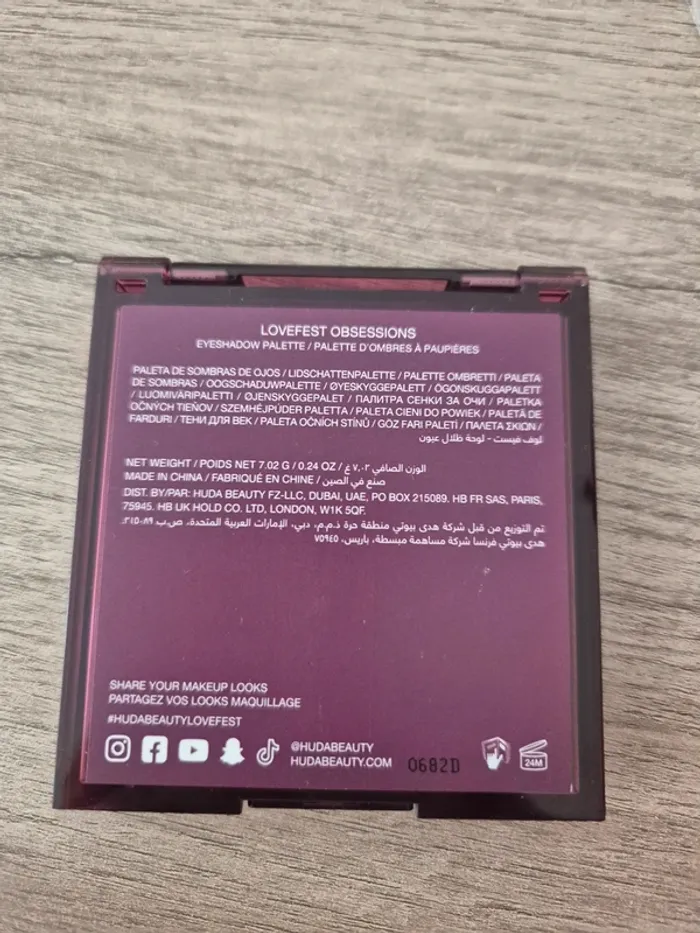 LOVEFEST OBSESSIONS
EYESHADOW PALETTE / PALETTE D'OMBRES À PAUPIÈRES
PALETA DE SOMBRAS DE OJOS / LIDSCHATTENPALETTE / PALETTE OMBRETTI / PALETA
DE SOMBRAS / OOGSCHADUWPALETTE / ØYESKYGGEPALETT / ÖGONSKUGGAPALETT
/ LUOMIVÄRIPALETTI / ØJENSKYGGEPALET / ПАЛИТРА СЕНКИ ЗА ОЧИ / PALETKA
OČNÝCH TIEŇOV / SZEMHÉJPÚDER PALETTA / PALETA CIENI DO POWIEK / PALETĂ DE
FARDURI / ТЕНИ ДЛЯ ВЕК / PALETA OČNÍCH STÍNŮ / GÖZ FARI PALETİ / ΠΑΛΕΤΑ ΣΚΙΩΝ /
لوف فيست - لوحة ظلال عيون
NET WEIGHT / POIDS NET 7.02 G / 0.24 OZ / الوزن الصافي ٧,٠٢ غ
MADE IN CHINA / FABRIQUÉ EN CHINE / صنع في الصين
DIST. BY/PAR: HUDA BEAUTY FZ-LLC, DUBAI, UAE, PO BOX 215089. HB FR SAS, PARIS,
75945. HB UK HOLD CO. LTD, LONDON, W1K 5QF.
تم التوزيع من قبل شركة هدى بيوتي منطقة حرة ذ.م.م، دبي، الإمارات العربية المتحدة، ص.ب ٢١٥٠٨٩.
هدى بيوتي فرنسا شركة مساهمة مبسطة، باريس، ٧٥٩٤٥
SHARE YOUR MAKEUP LOOKS
PARTAGEZ VOS LOOKS MAQUILLAGE
#HUDABEAUTYLOVEFEST
@HUDABEAUTY
HUDABEAUTY.COM
0682D
24M